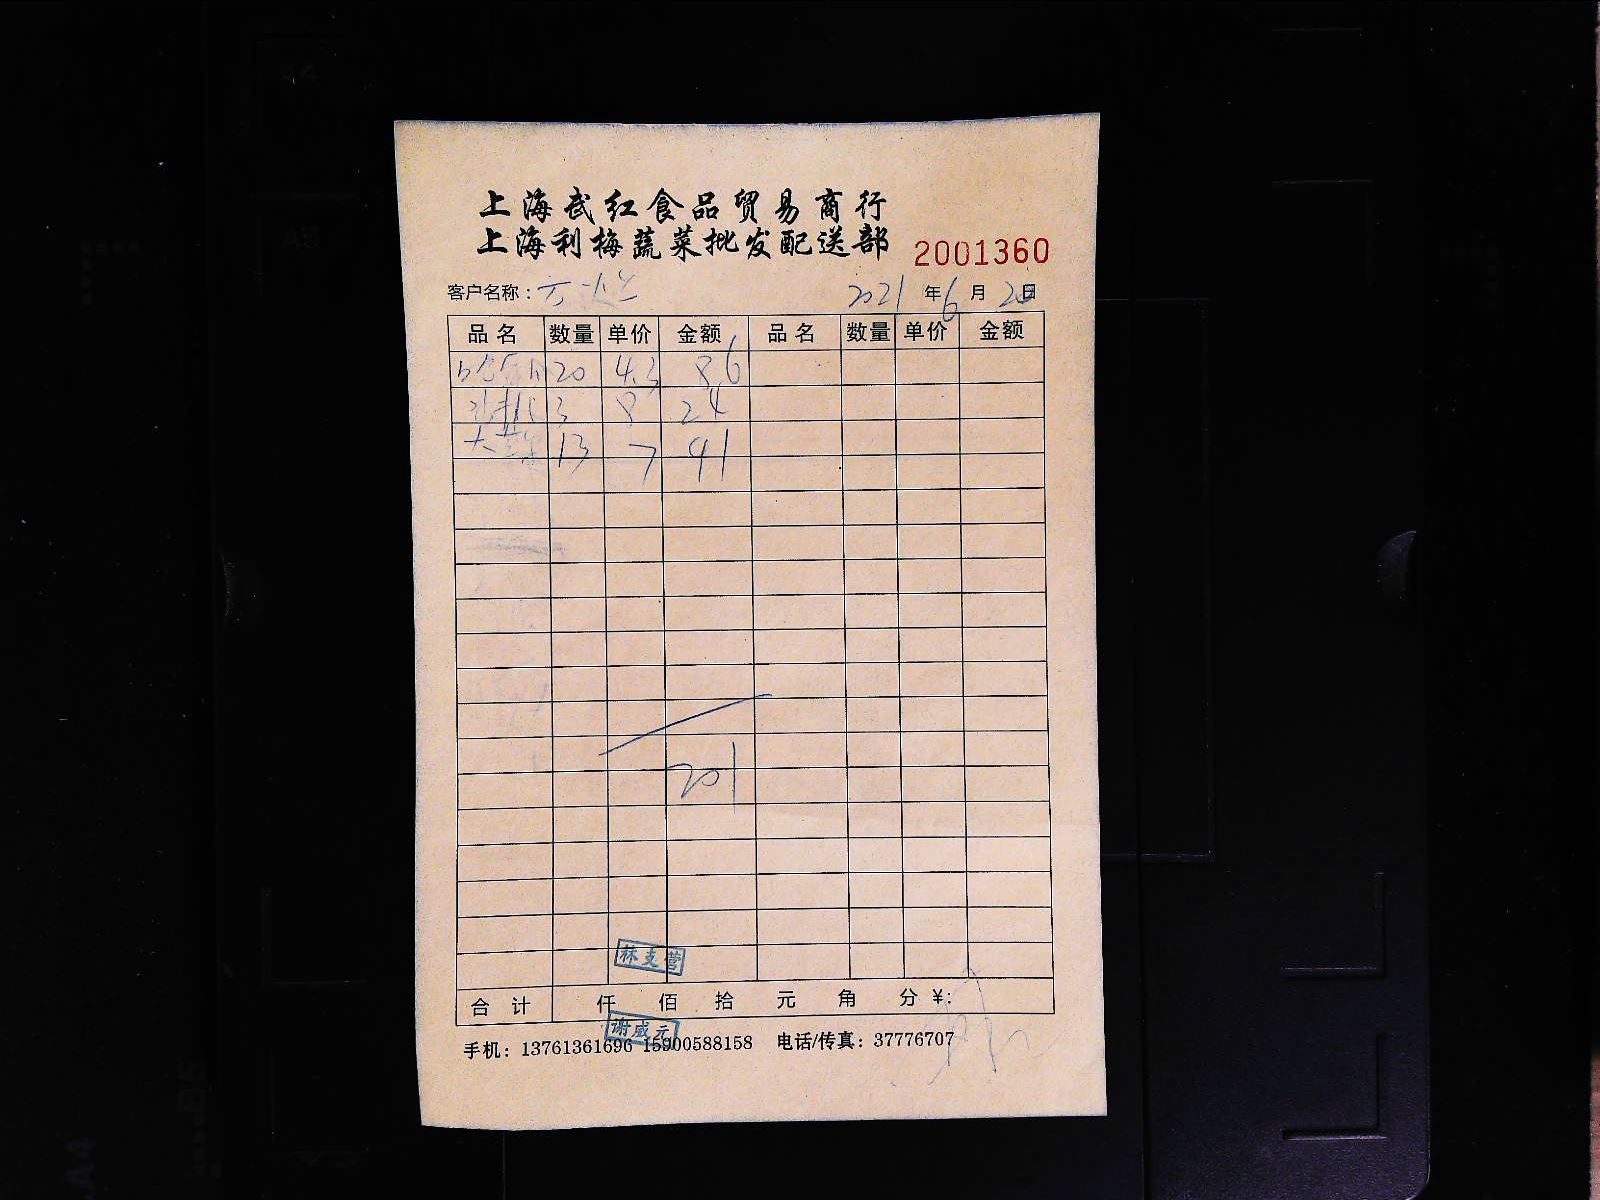 上海武红食品贸易商行
上海利梅蔬菜批发配送部 2001360
客户名称: 2021 年 6 月 20 日
品名 数量 单价 金额 品名 数量 单价 金额
20 4.3 86
3 8 24
大 13 7 91
201
林支营
合计 仟 佰 拾 元 角 分 ¥:
谢威元
手机: 13761361696 15900588158 电话/传真: 37776707